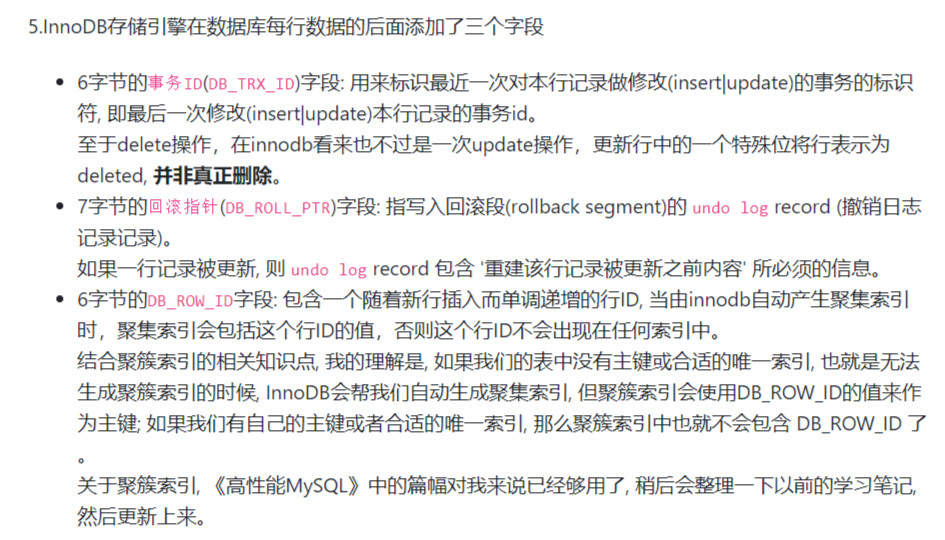 5.InnoDB存储引擎在数据库每行数据的后面添加了三个字段
6字节的事务ID(DB_TRX_ID)字段: 用来标识最近一次对本行记录做修改(insert|update)的事务的标识
符, 即最后一次修改(insert|update)本行记录的事务id。
至于delete操作，在innodb看来也不过是一次update操作，更新行中的一个特殊位将行表示为
deleted, 并非真正删除。
7字节的回滚指针(DB_ROLL_PTR)字段: 指写入回滚段(rollback segment)的 undo log record (撤销日志
记录记录)。
如果一行记录被更新, 则 undo log record 包含 '重建该行记录被更新之前内容' 所必须的信息。
6字节的DB_ROW_ID字段: 包含一个随着新行插入而单调递增的行ID, 当由innodb自动产生聚集索引
时，聚集索引会包括这个行ID的值，否则这个行ID不会出现在任何索引中。
结合聚簇索引的相关知识点, 我的理解是, 如果我们的表中没有主键或合适的唯一索引, 也就是无法
生成聚簇索引的时候, InnoDB会帮我们自动生成聚集索引, 但聚簇索引会使用DB_ROW_ID的值来作
为主键; 如果我们有自己的主键或者合适的唯一索引, 那么聚簇索引中也就不会包含 DB_ROW_ID 了
。
关于聚簇索引, 《高性能MySQL》中的篇幅对我来说已经够用了, 稍后会整理一下以前的学习笔记,
然后更新上来。